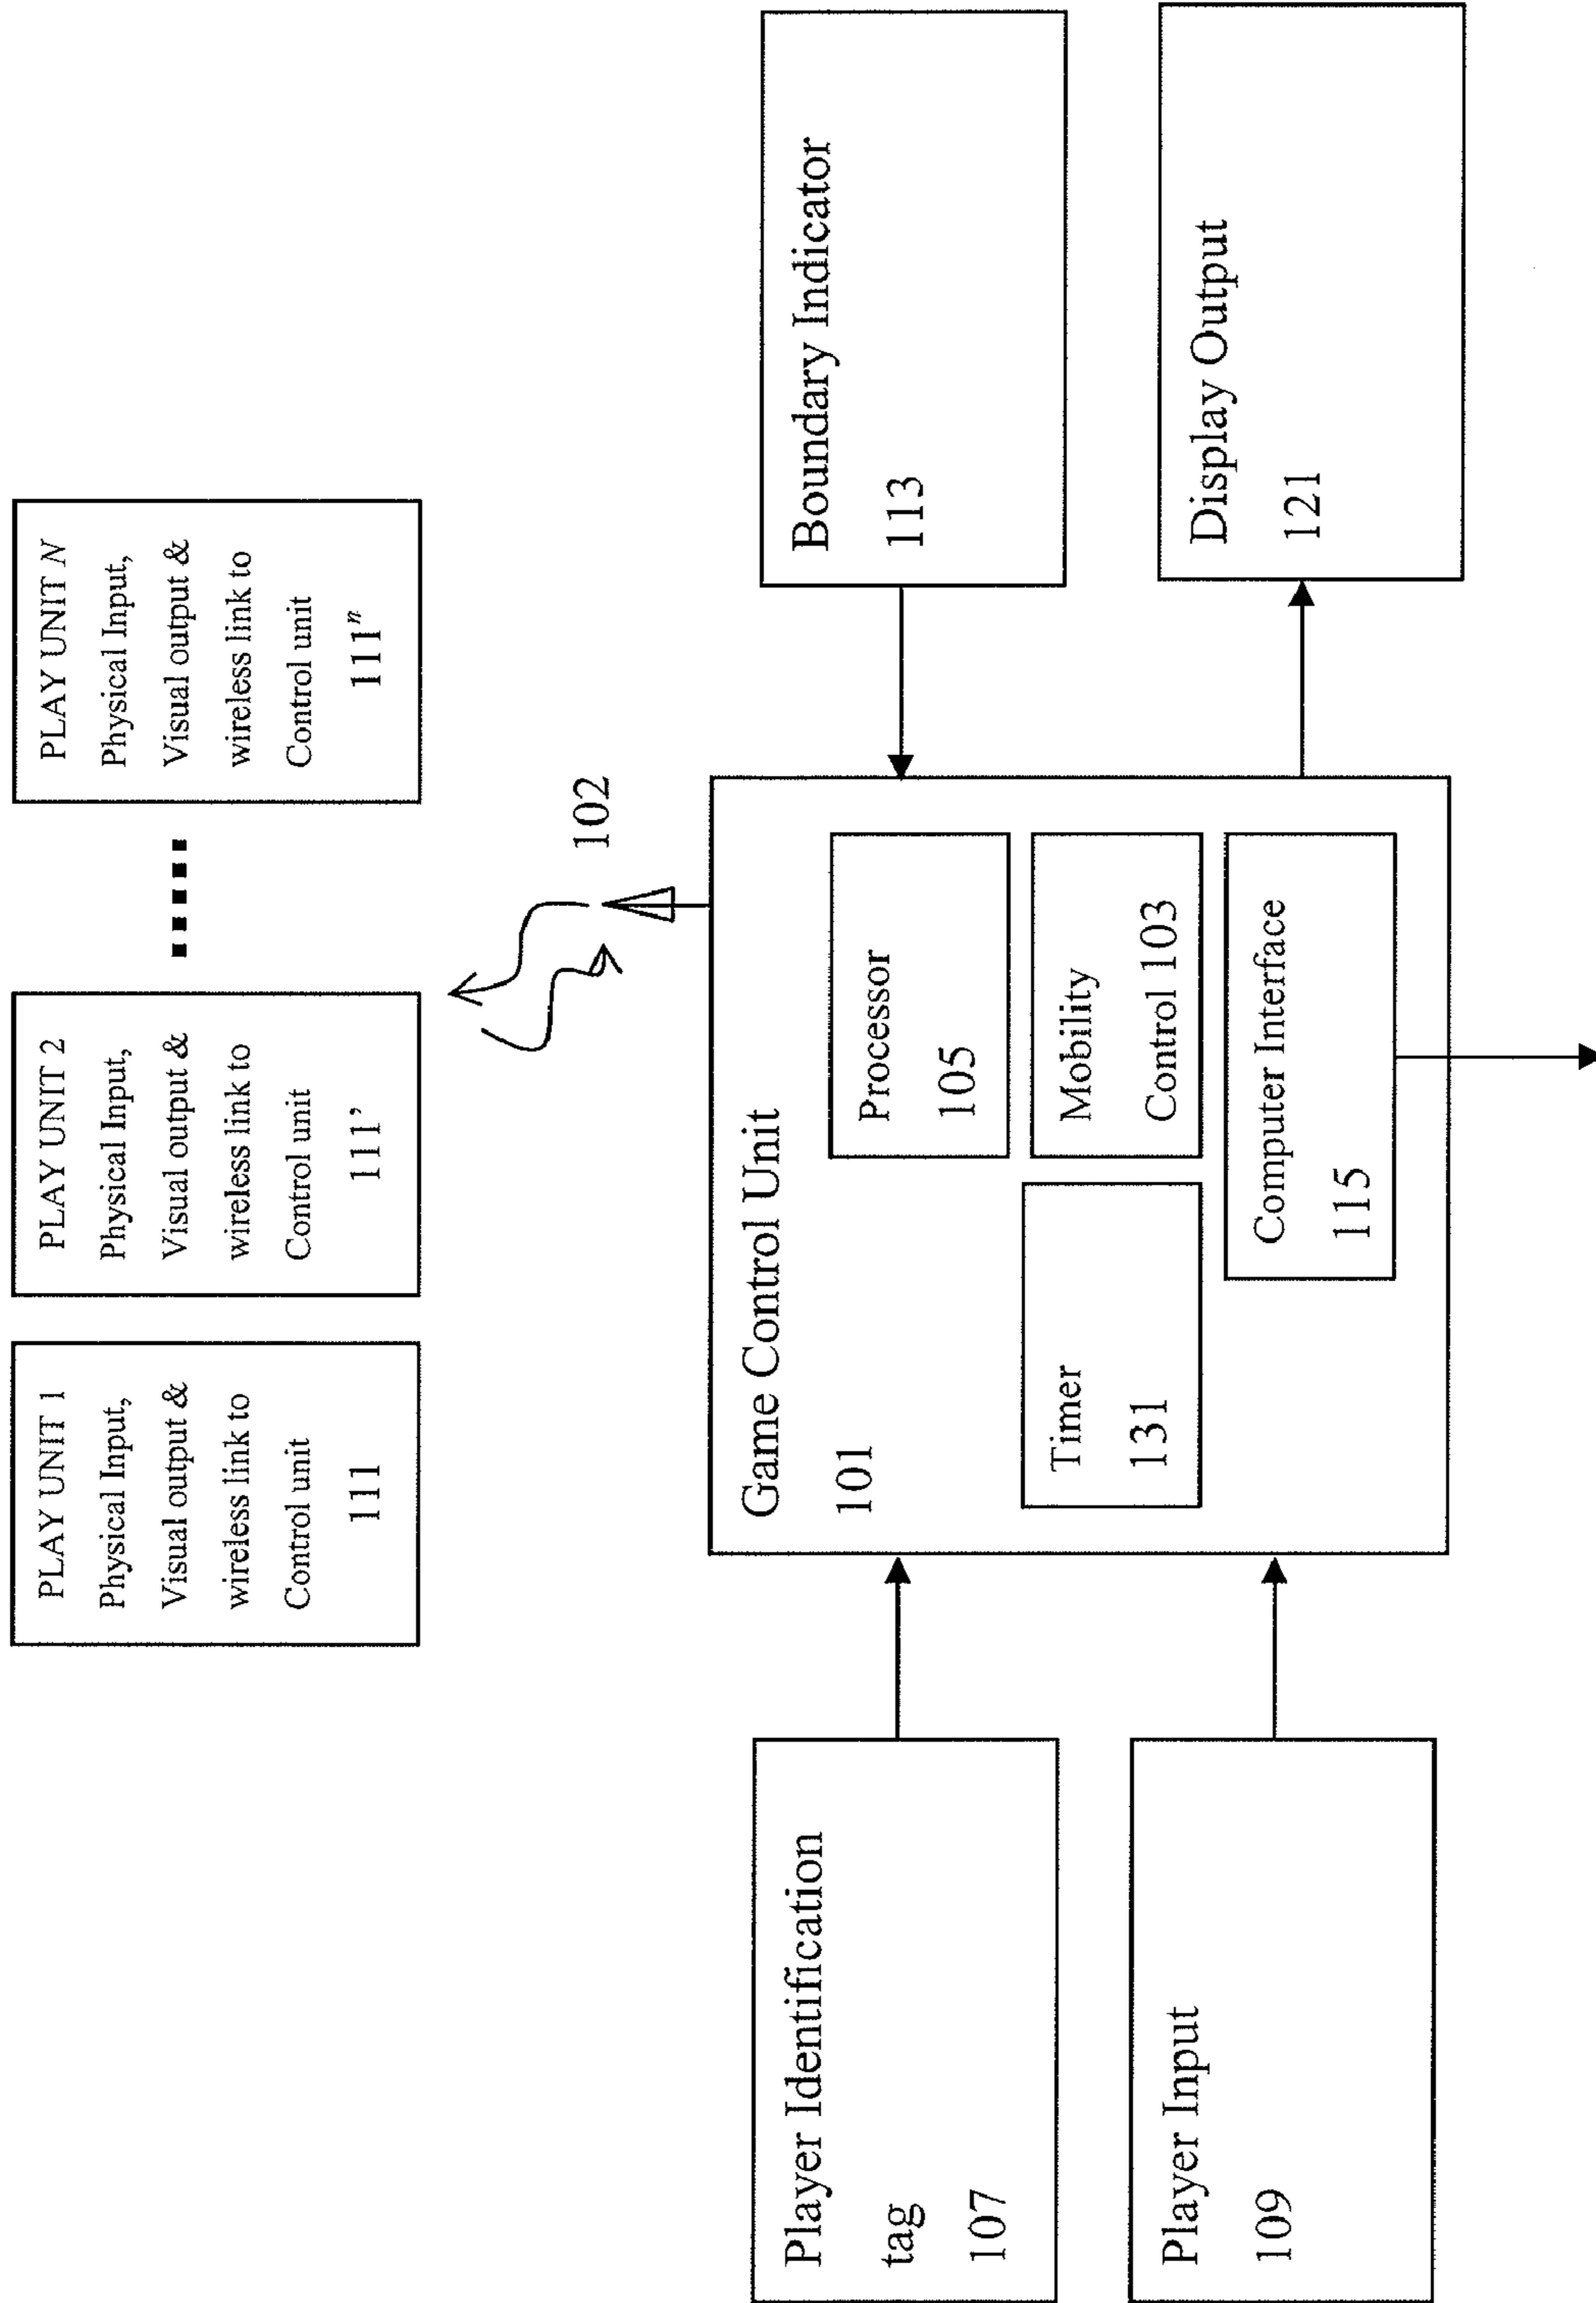 PLAY UNIT 1
Physical Input,
Visual output &
wireless link to
Control unit
111
PLAY UNIT 2
Physical Input,
Visual output &
wireless link to
Control unit
111’
PLAY UNIT N
Physical Input,
Visual output &
wireless link to
Control unit
111ⁿ
102
Player Identification
tag
107
Player Input
109
Game Control Unit
101
Processor
105
Timer
131
Mobility
Control 103
Computer Interface
115
Boundary Indicator
113
Display Output
121